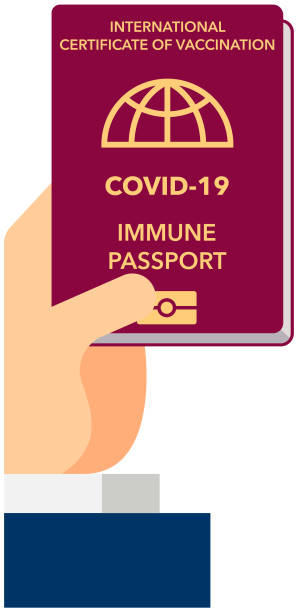 INTERNATIONAL
CERTIFICATE OF VACCINATION
COVID-19
IMMUNE
PASSPORT